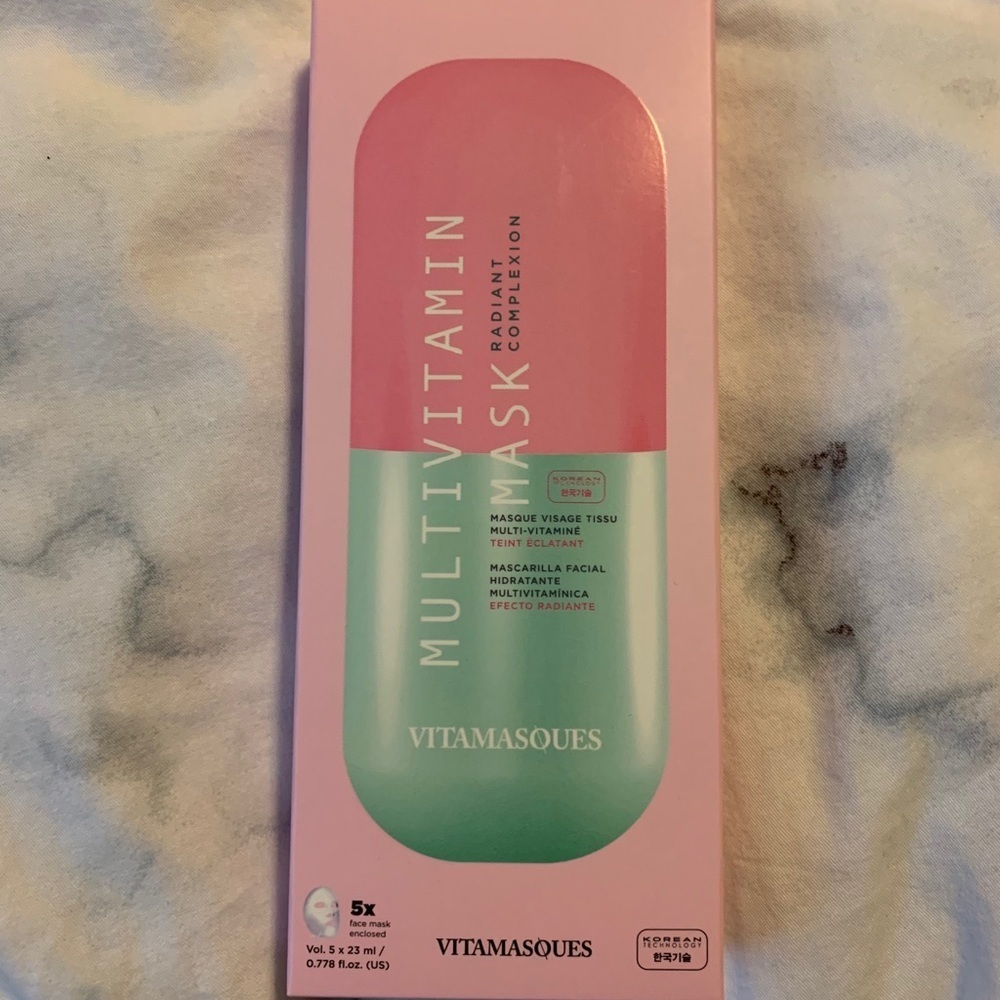 MULTIVITAMIN
MASK
RADIANT
COMPLEXION
KOREAN
TECHNOLOGY
한국기술
MASQUE VISAGE TISSU
MULTI-VITAMINÉ
TEINT ÉCLATANT
MASCARILLA FACIAL
HIDRATANTE
MULTIVITAMÍNICA
EFECTO RADIANTE
VITAMASQUES
5x
face mask
enclosed
Vol. 5 x 23 ml /
0.778 fl.oz. (US)
VITAMASQUES
KOREAN
TECHNOLOGY
한국기술